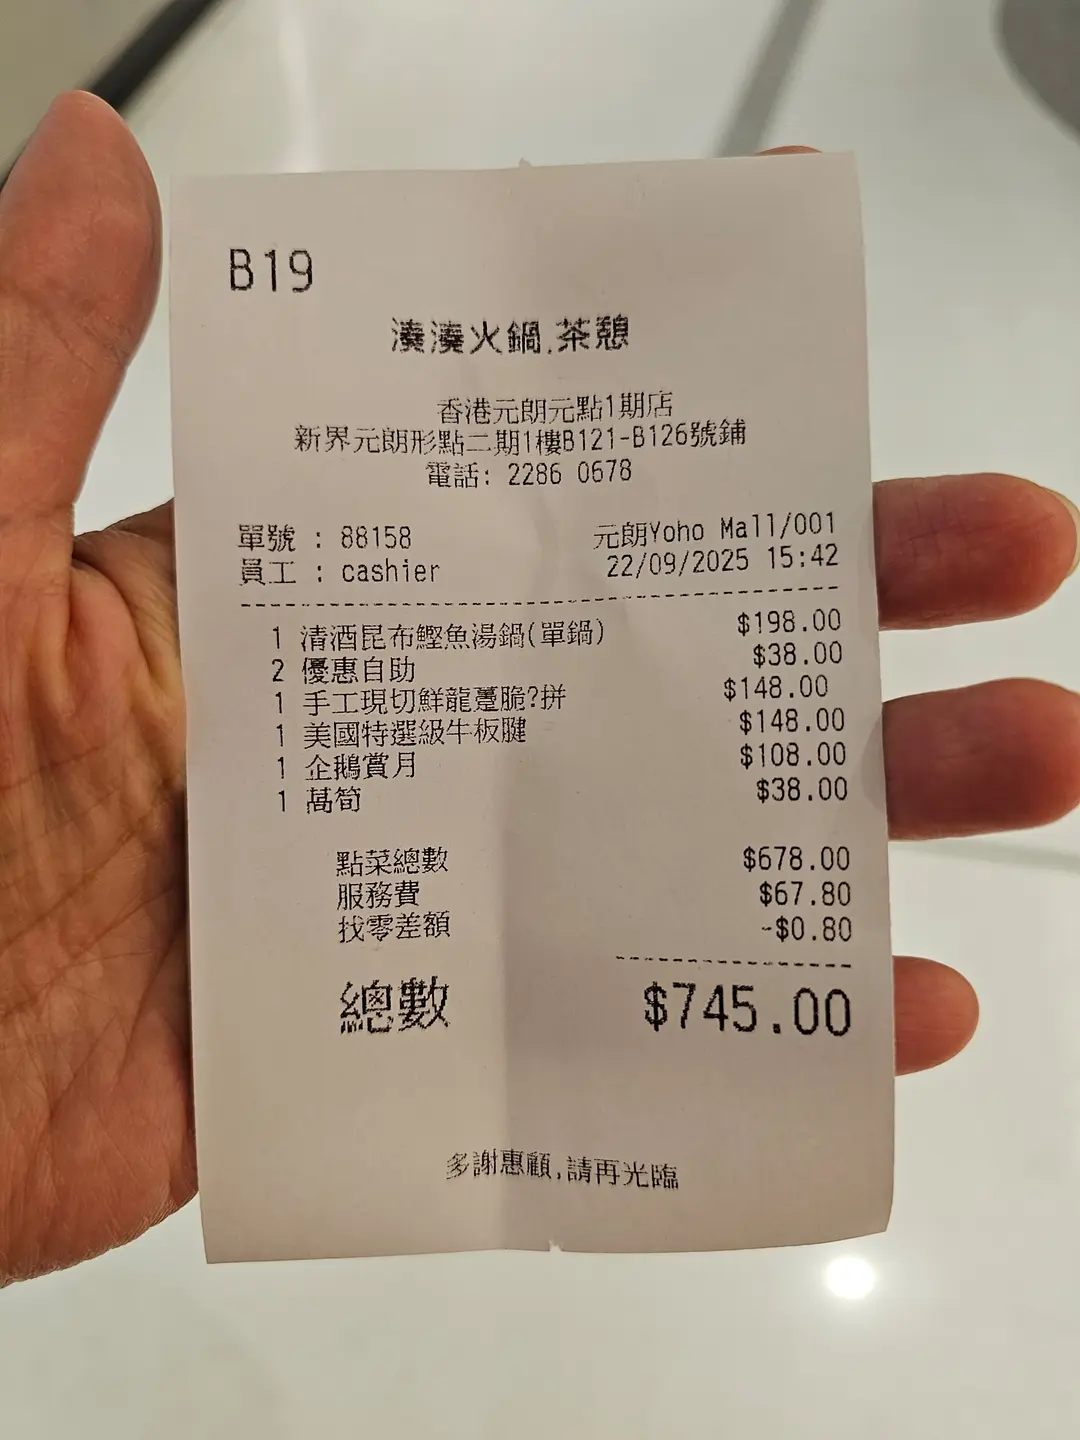 B19
湊湊火鍋.茶憩
香港元朗元點1期店
新界元朗形點二期1樓B121-B126號鋪
電話: 2286 0678
單號 : 88158 元朗Yoho Mall/001
員工 : cashier 22/09/2025 15:42
1 清酒昆布鰹魚湯鍋(單鍋) $198.00
2 優惠自助 $38.00
1 手工現切鮮龍躉脆?拼 $148.00
1 美國特選級牛板腱 $148.00
1 企鵝賞月 $108.00
1 萵筍 $38.00
點菜總數 $678.00
服務費 $67.80
找零差額 -$0.80
總數 $745.00
多謝惠顧,請再光臨